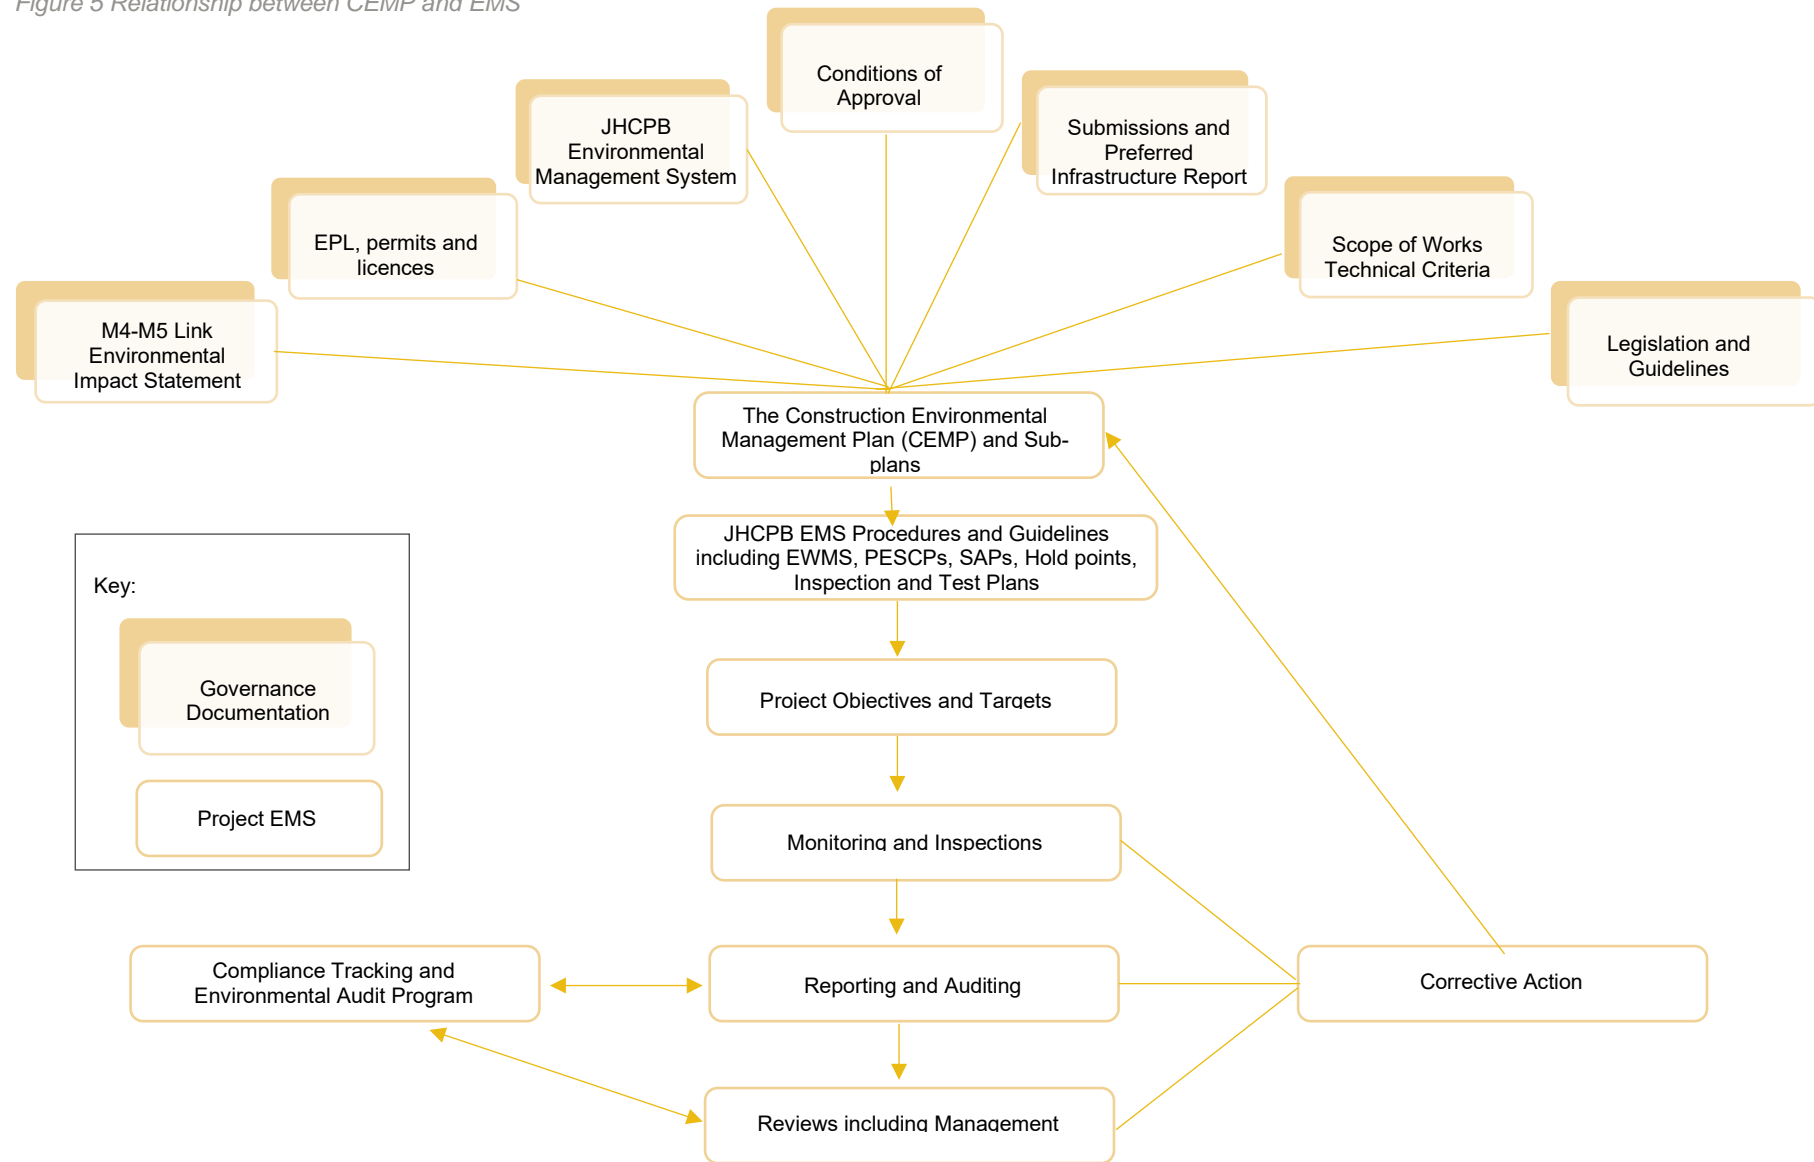 Figure 5 Relationship between CEMP and EMS
Conditions of
Approval
JHCPB
Environmental
Management System
Submissions and
Preferred
Infrastructure Report
EPL, permits and
licences
Scope of Works
Technical Criteria
M4-M5 Link
Environmental
Impact Statement
Legislation and
Guidelines
The Construction Environmental
Management Plan (CEMP) and Sub-
plans
JHCPB EMS Procedures and Guidelines
including EWMS, PESCPs, SAPs, Hold points,
Inspection and Test Plans
Key:
Governance
Documentation
Project EMS
Project Objectives and Targets
Monitoring and Inspections
Compliance Tracking and
Environmental Audit Program
Reporting and Auditing
Corrective Action
Reviews including Management